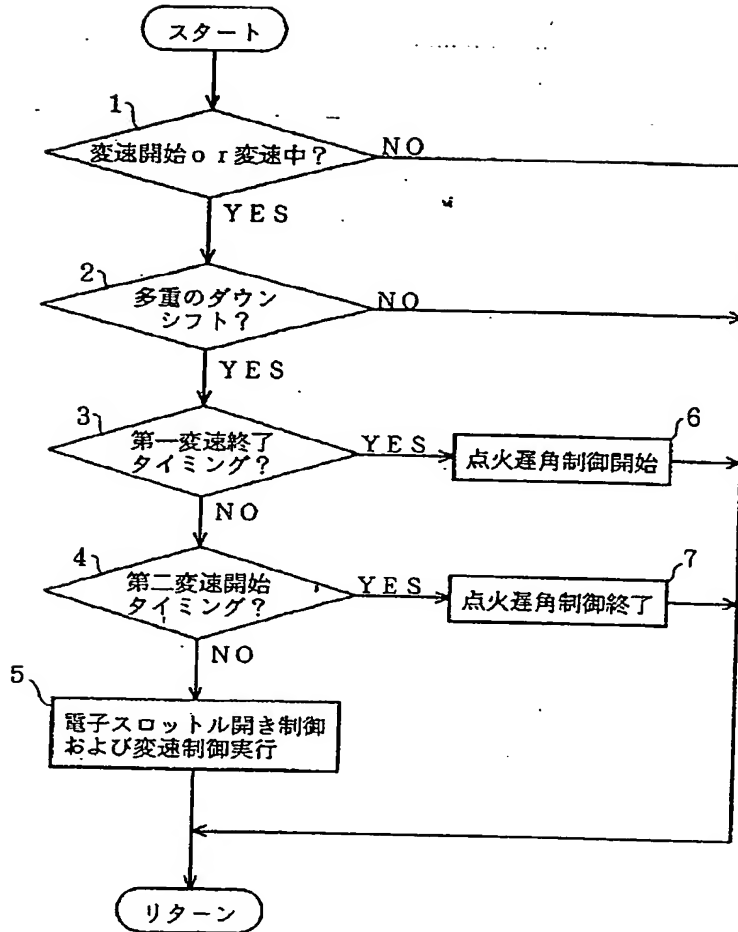 スタート
1
変速開始or変速中?
NO
YES
2
多重のダウン
シフト?
NO
YES
3
第一変速終了
タイミング?
YES
6
点火遅角制御開始
NO
4
第二変速開始
タイミング?
YES
7
点火遅角制御終了
NO
5
電子スロットル開き制御
および変速制御実行
リターン